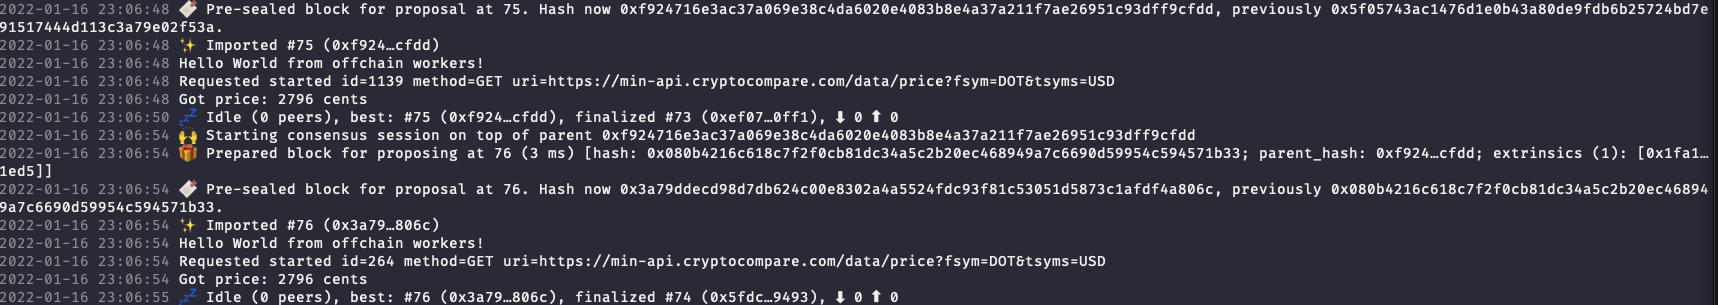 2022-01-16 23:06:48 🔖 Pre-sealed block for proposal at 75. Hash now 0xf924716e3ac37a069e38c4da6020e4083b8e4a37a211f7ae26951c93dff9cfdd, previously 0x5f05743ac1476d1e0b43a80de9fdb6b25724bd7e
91517444d113c3a79e02f53a.
2022-01-16 23:06:48 ✨ Imported #75 (0xf924…cfdd)
2022-01-16 23:06:48 Hello World from offchain workers!
2022-01-16 23:06:48 Requested started id=1139 method=GET uri=https://min-api.cryptocompare.com/data/price?fsym=DOT&tsyms=USD
2022-01-16 23:06:48 Got price: 2796 cents
2022-01-16 23:06:50 💤 Idle (0 peers), best: #75 (0xf924…cfdd), finalized #73 (0xef07…0ff1), ⬇ 0 ⬆ 0
2022-01-16 23:06:54 🙌 Starting consensus session on top of parent 0xf924716e3ac37a069e38c4da6020e4083b8e4a37a211f7ae26951c93dff9cfdd
2022-01-16 23:06:54 🎁 Prepared block for proposing at 76 (3 ms) [hash: 0x080b4216c618c7f2f0cb81dc34a5c2b20ec468949a7c6690d59954c594571b33; parent_hash: 0xf924…cfdd; extrinsics (1): [0x1fa1…
1ed5]]
2022-01-16 23:06:54 🔖 Pre-sealed block for proposal at 76. Hash now 0x3a79ddecd98d7db624c00e8302a4a5524fdc93f81c53051d5873c1afdf4a806c, previously 0x080b4216c618c7f2f0cb81dc34a5c2b20ec46894
9a7c6690d59954c594571b33.
2022-01-16 23:06:54 ✨ Imported #76 (0x3a79…806c)
2022-01-16 23:06:54 Hello World from offchain workers!
2022-01-16 23:06:54 Requested started id=264 method=GET uri=https://min-api.cryptocompare.com/data/price?fsym=DOT&tsyms=USD
2022-01-16 23:06:54 Got price: 2796 cents
2022-01-16 23:06:55 💤 Idle (0 peers), best: #76 (0x3a79…806c), finalized #74 (0x5fdc…9493), ⬇ 0 ⬆ 0